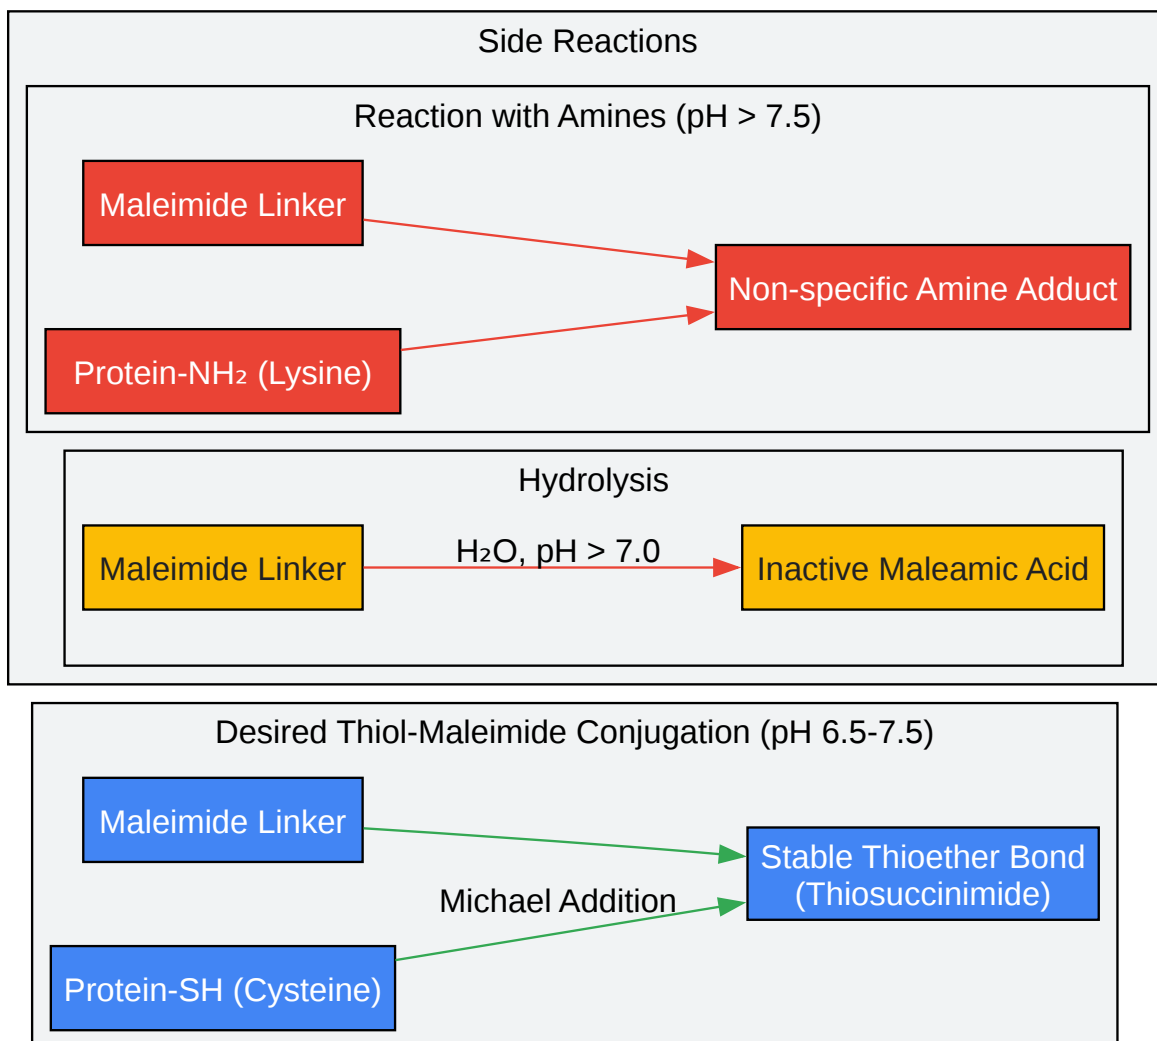 Side Reactions
Reaction with Amines (pH > 7.5)
Maleimide Linker
Non-specific Amine Adduct
Protein-NH₂ (Lysine)
Hydrolysis
Maleimide Linker
H₂O, pH > 7.0
Inactive Maleamic Acid
Desired Thiol-Maleimide Conjugation (pH 6.5-7.5)
Maleimide Linker
Stable Thioether Bond
(Thiosuccinimide)
Michael Addition
Protein-SH (Cysteine)